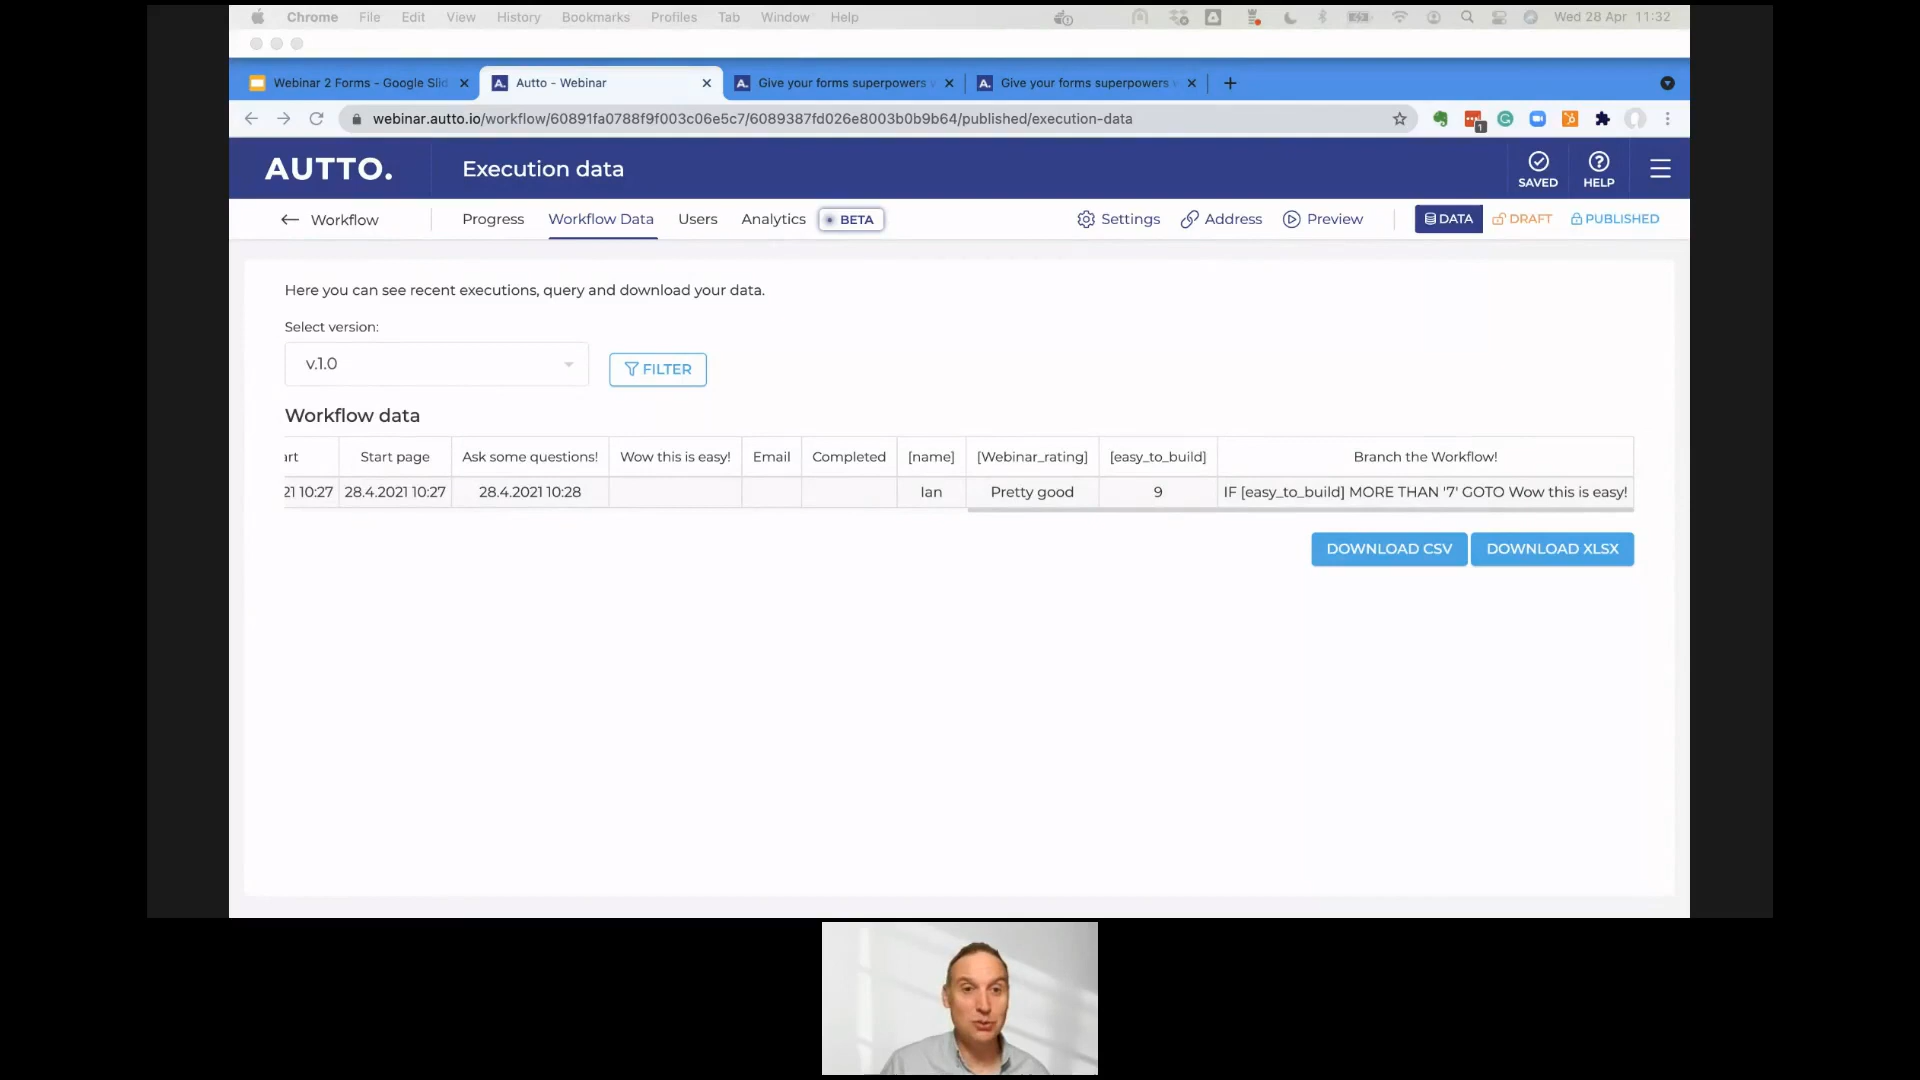 Chrome File Edit View History Bookmarks Profiles Tab Window Help Wed 28 Apr 11:32
Webinar 2 Forms - Google Slid Autto - Webinar Give your forms superpowers Give your forms superpowers
webinar.autto.io/workflow/60891fa0788f9f003c06e5c7/6089387fd026e8003b0b9b64/published/execution-data
1
AUTTO. Execution data SAVED HELP
Workflow Progress Workflow Data Users Analytics BETA Settings Address Preview DATA DRAFT PUBLISHED
Here you can see recent executions, query and download your data.
Select version:
v.1.0 FILTER
Workflow data
art Start page Ask some questions! Wow this is easy! Email Completed [name] [Webinar_rating] [easy_to_build] Branch the Workflow!
21 10:27 28.4.2021 10:27 28.4.2021 10:28 Ian Pretty good 9 IF [easy_to_build] MORE THAN '7' GOTO Wow this is easy!
DOWNLOAD CSV DOWNLOAD XLSX